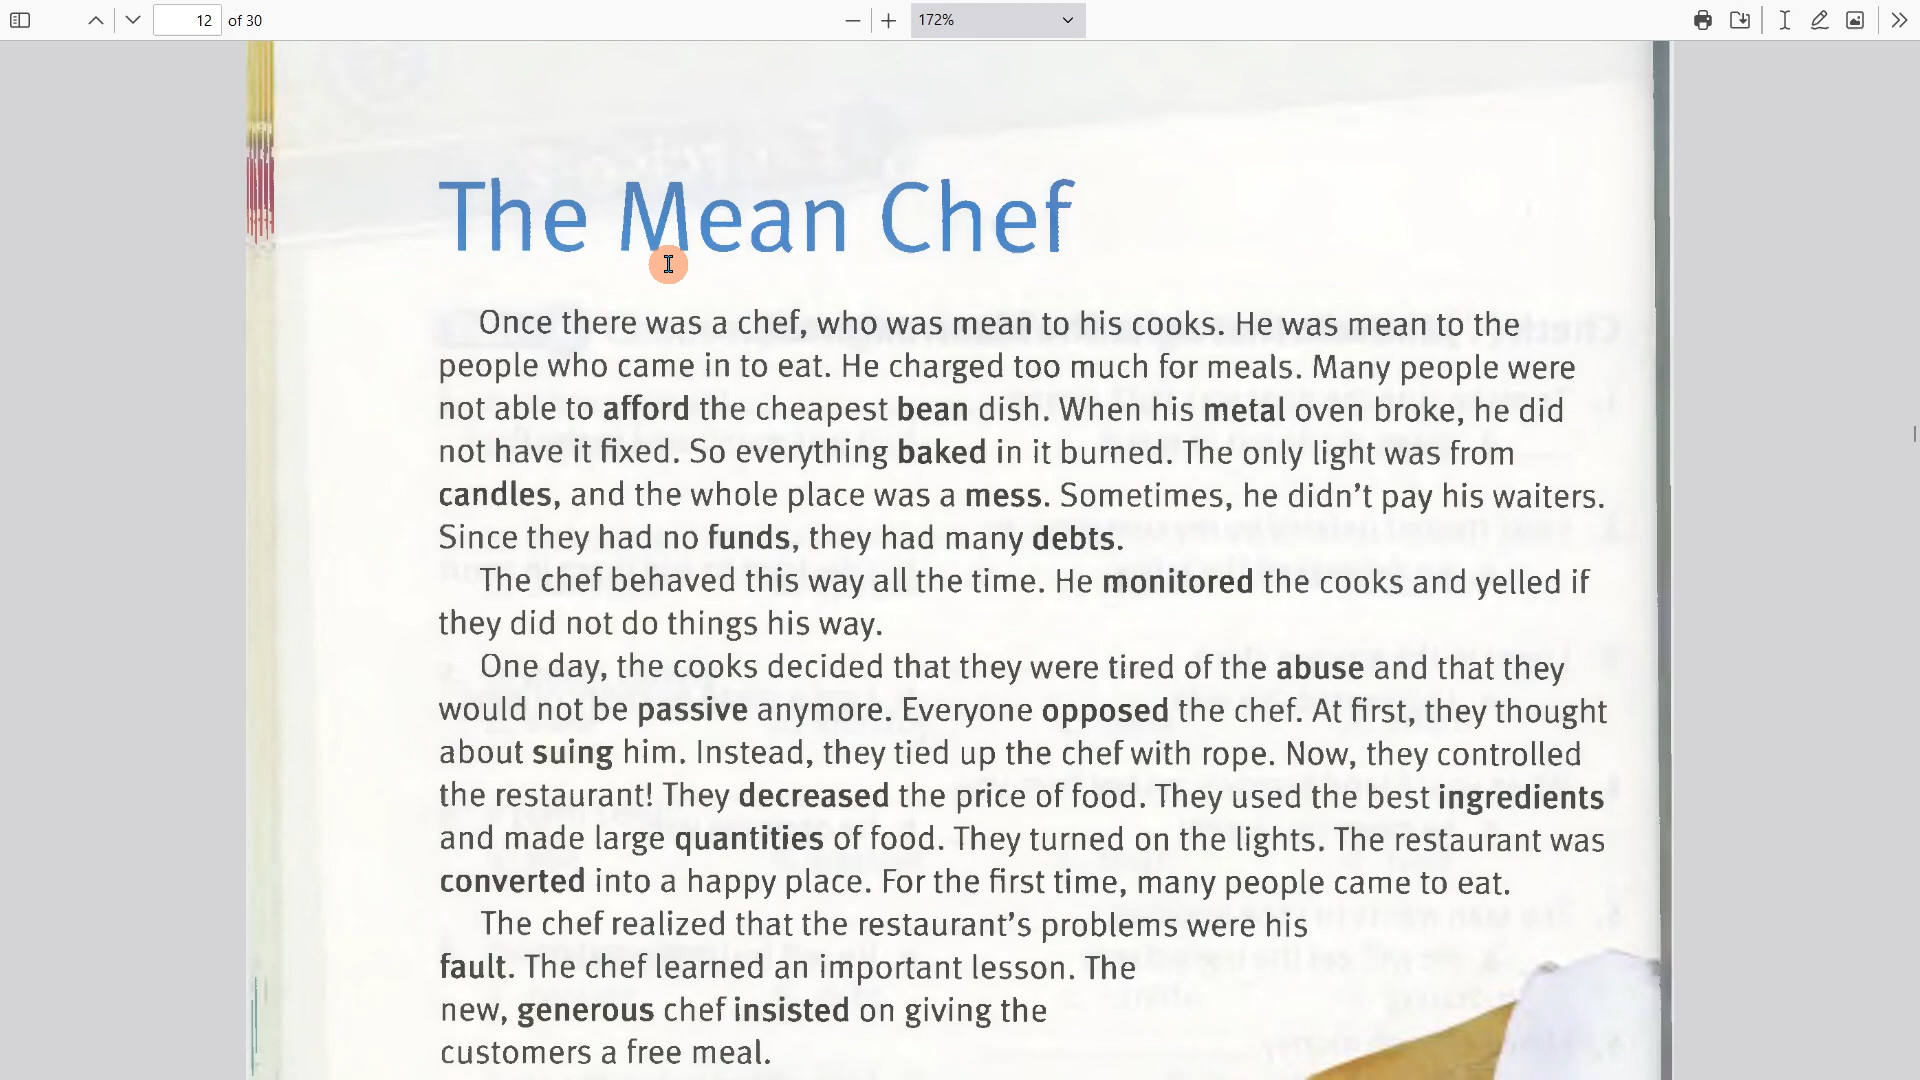 12 of 30
172%
The Mean Chef
Once there was a chef, who was mean to his cooks. He was mean to the
people who came in to eat. He charged too much for meals. Many people were
not able to afford the cheapest bean dish. When his metal oven broke, he did
not have it fixed. So everything baked in it burned. The only light was from
candles, and the whole place was a mess. Sometimes, he didn't pay his waiters.
Since they had no funds, they had many debts.
The chef behaved this way all the time. He monitored the cooks and yelled if
they did not do things his way.
One day, the cooks decided that they were tired of the abuse and that they
would not be passive anymore. Everyone opposed the chef. At first, they thought
about suing him. Instead, they tied up the chef with rope. Now, they controlled
the restaurant! They decreased the price of food. They used the best ingredients
and made large quantities of food. They turned on the lights. The restaurant was
converted into a happy place. For the first time, many people came to eat.
The chef realized that the restaurant's problems were his
fault. The chef learned an important lesson. The
new, generous chef insisted on giving the
customers a free meal.